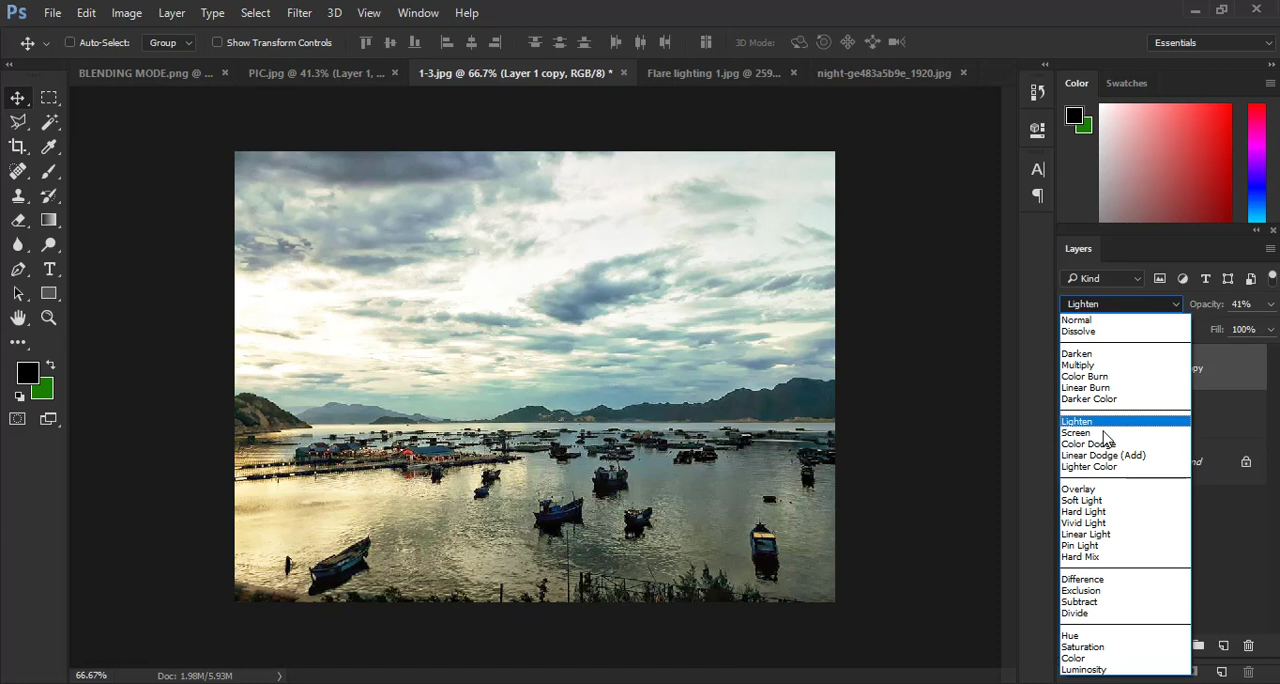 Ps File Edit Image Layer Type Select Filter 3D View Window Help
Auto-Select: Group Show Transform Controls 3D Mode: Essentials
BLENDING MODE.png @ ... × PIC.jpg @ 41.3% (Layer 1, ... × 1-3.jpg @ 66.7% (Layer 1 copy, RGB/8) * × Flare lighting 1.jpg @ 259... × night-ge483a5b9e_1920.jpg ×
Color Swatches
Layers
Kind
Lighten Opacity: 41%
Normal
Dissolve
Fill: 100%
Darken
Multiply
Color Burn
Linear Burn
Darker Color
Lighten
Screen
Color Dodge
Linear Dodge (Add)
Lighter Color
Overlay
Soft Light
Hard Light
Vivid Light
Linear Light
Pin Light
Hard Mix
Difference
Exclusion
Subtract
Divide
Hue
Saturation
Color
Luminosity
66.67% Doc: 1.98M/5.93M